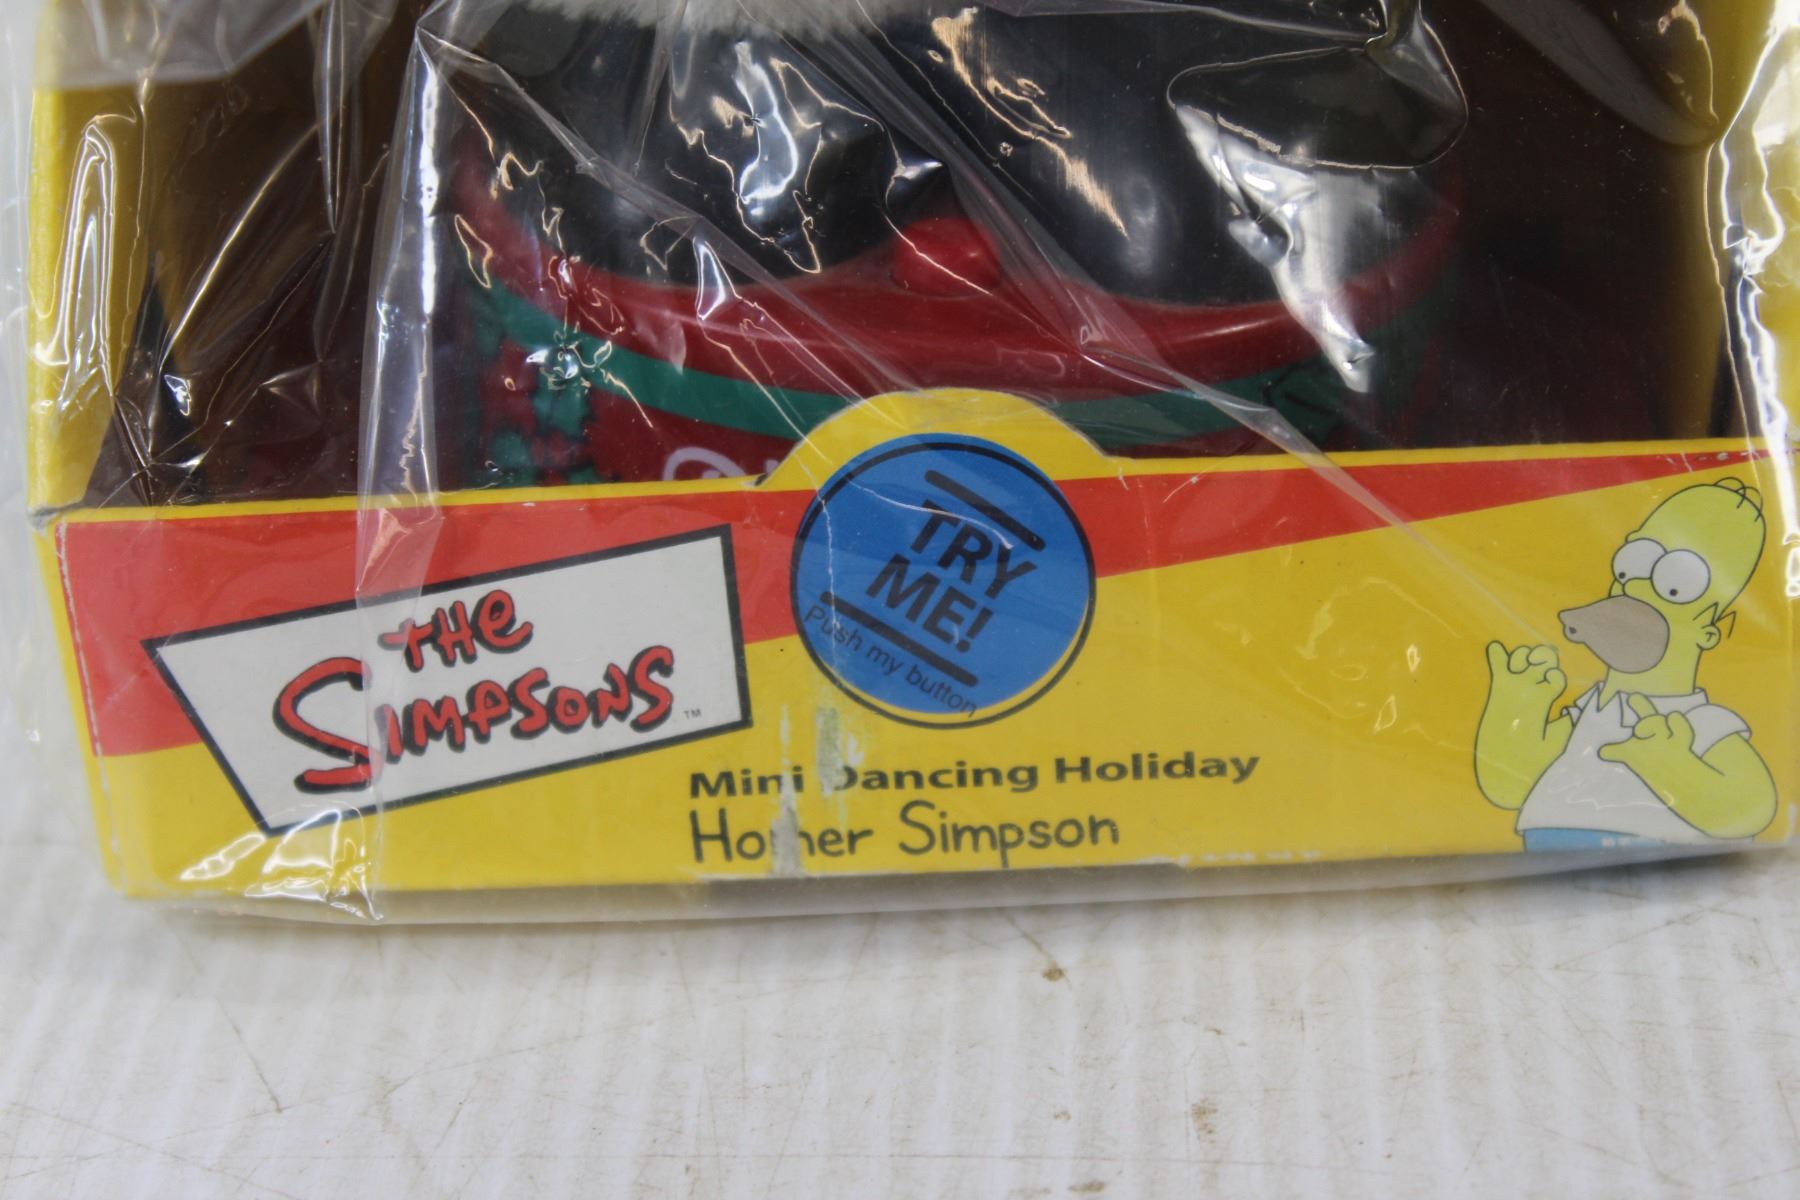 THE
SIMPSONS
TM
TRY
ME!
Push my button
Mini Dancing Holiday
Homer Simpson